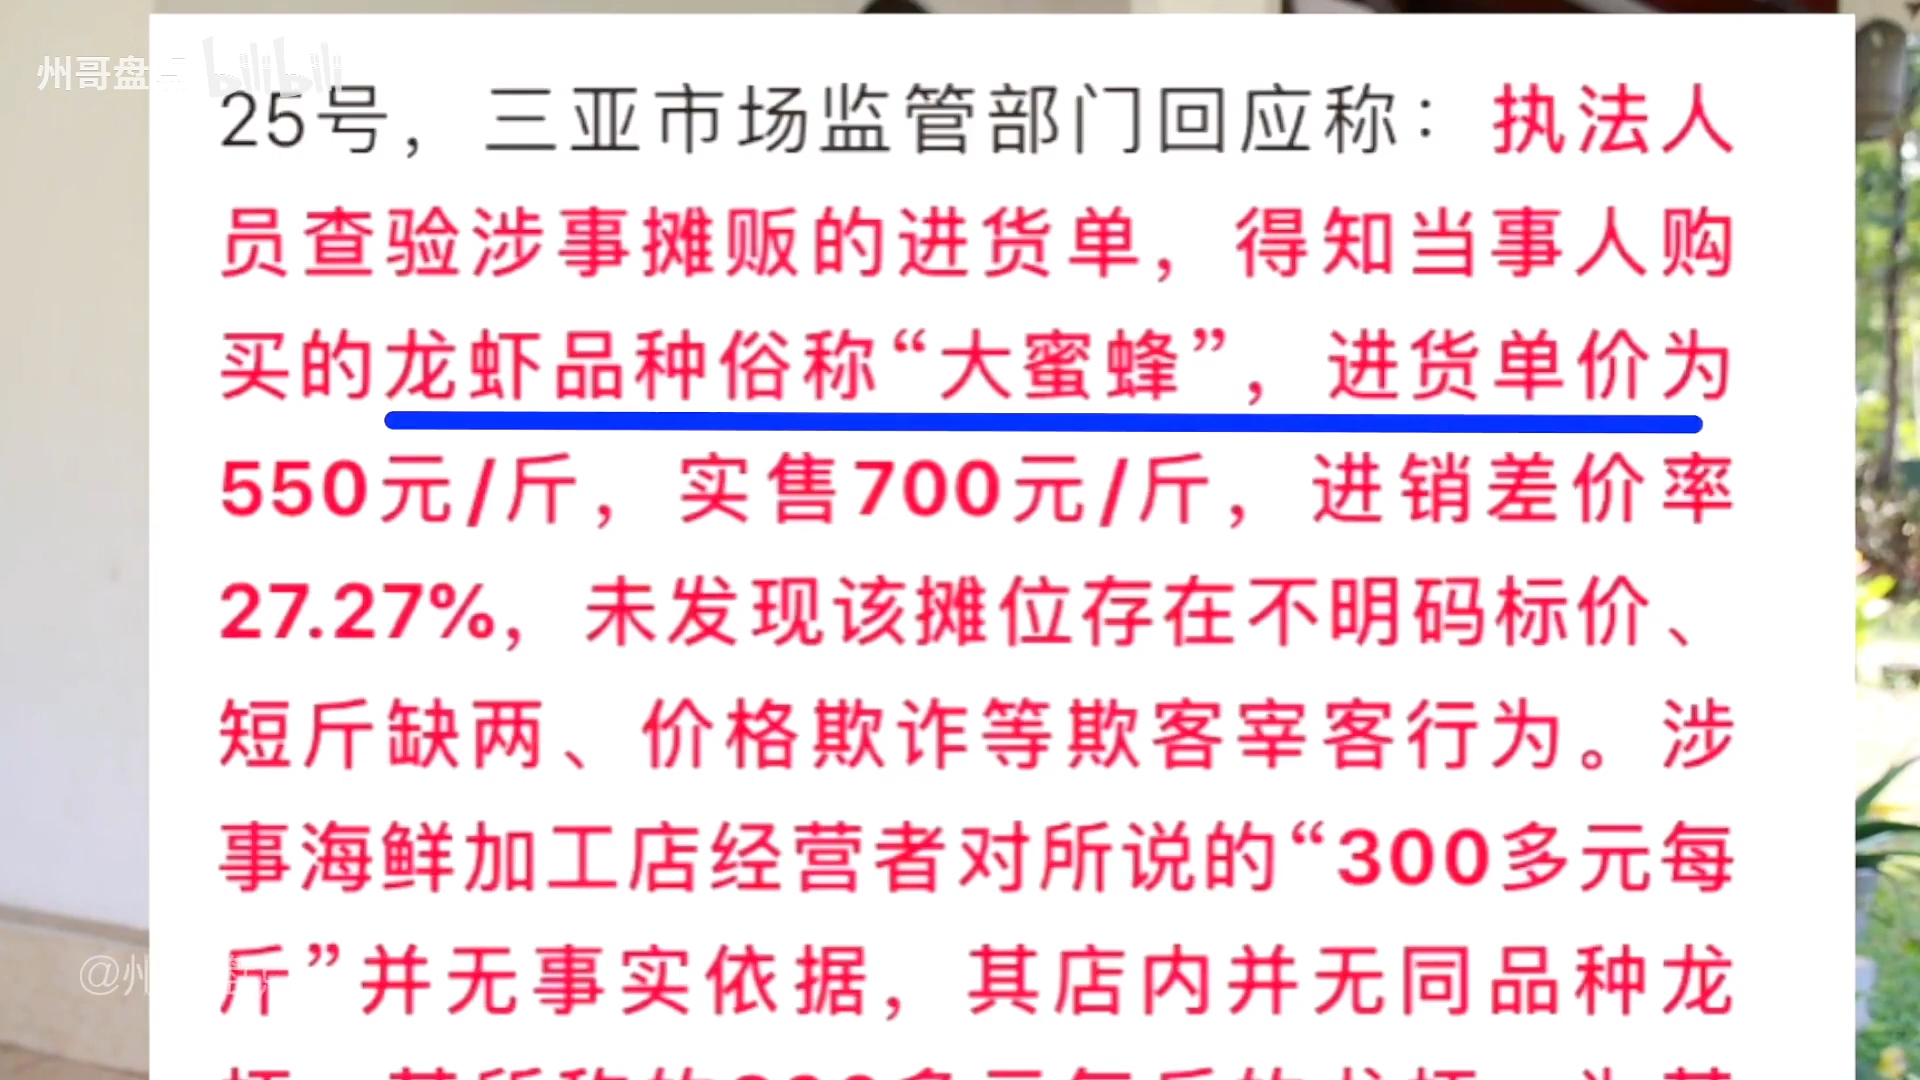 州哥盘
bilibili
25号，三亚市场监管部门回应称：执法人
员查验涉事摊贩的进货单，得知当事人购
买的龙虾品种俗称“大蜜蜂”，进货单价为
550元/斤，实售700元/斤，进销差价率
27.27%，未发现该摊位存在不明码标价、
短斤缺两、价格欺诈等欺客宰客行为。涉
事海鲜加工店经营者对所说的“300多元每
斤”并无事实依据，其店内并无同品种龙
@州